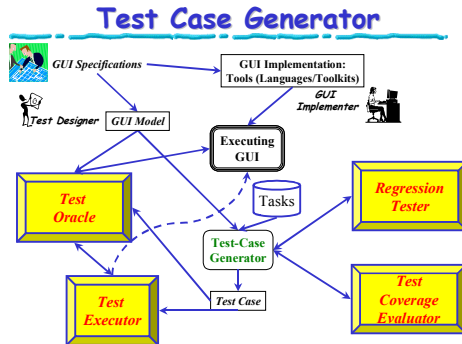 Test Case Generator
GUI Specifications
GUI Implementation:
Tools (Languages/Toolkits)
GUI
Implementer
Test Designer
GUI Model
Executing
GUI
Test
Oracle
Tasks
Regression
Tester
Test-Case
Generator
Test
Executor
Test Case
Test
Coverage
Evaluator